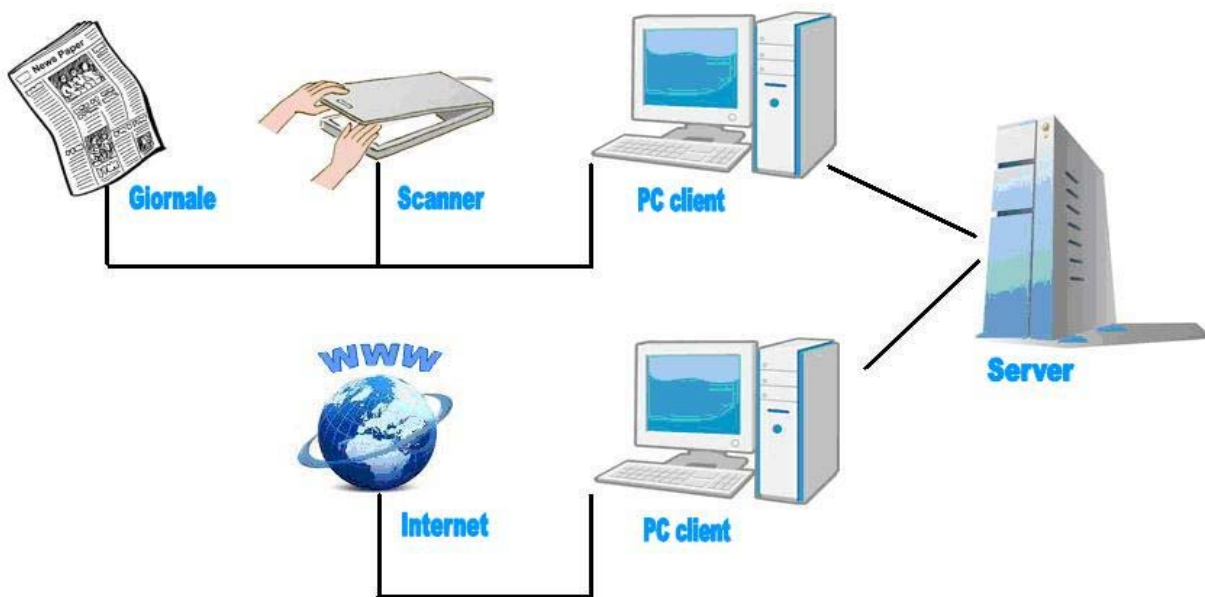 News Paper
Giornale
Scanner
PC client
Server
WWW
Internet
PC client